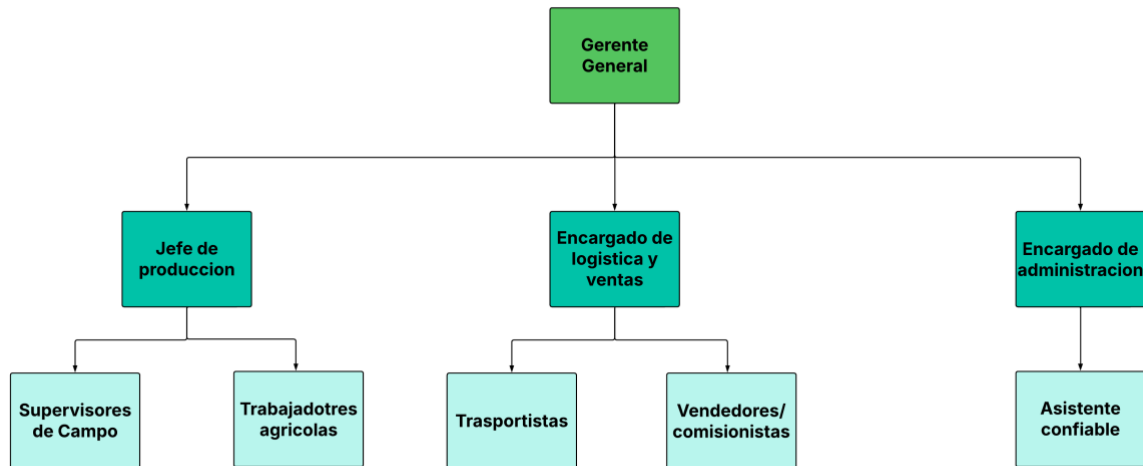 Gerente
General
Jefe de
produccion
Encargado de
logistica y
ventas
Encargado de
administracion
Supervisores
de Campo
Trabajadotres
agricolas
Trasportistas
Vendedores/
comisionistas
Asistente
confiable